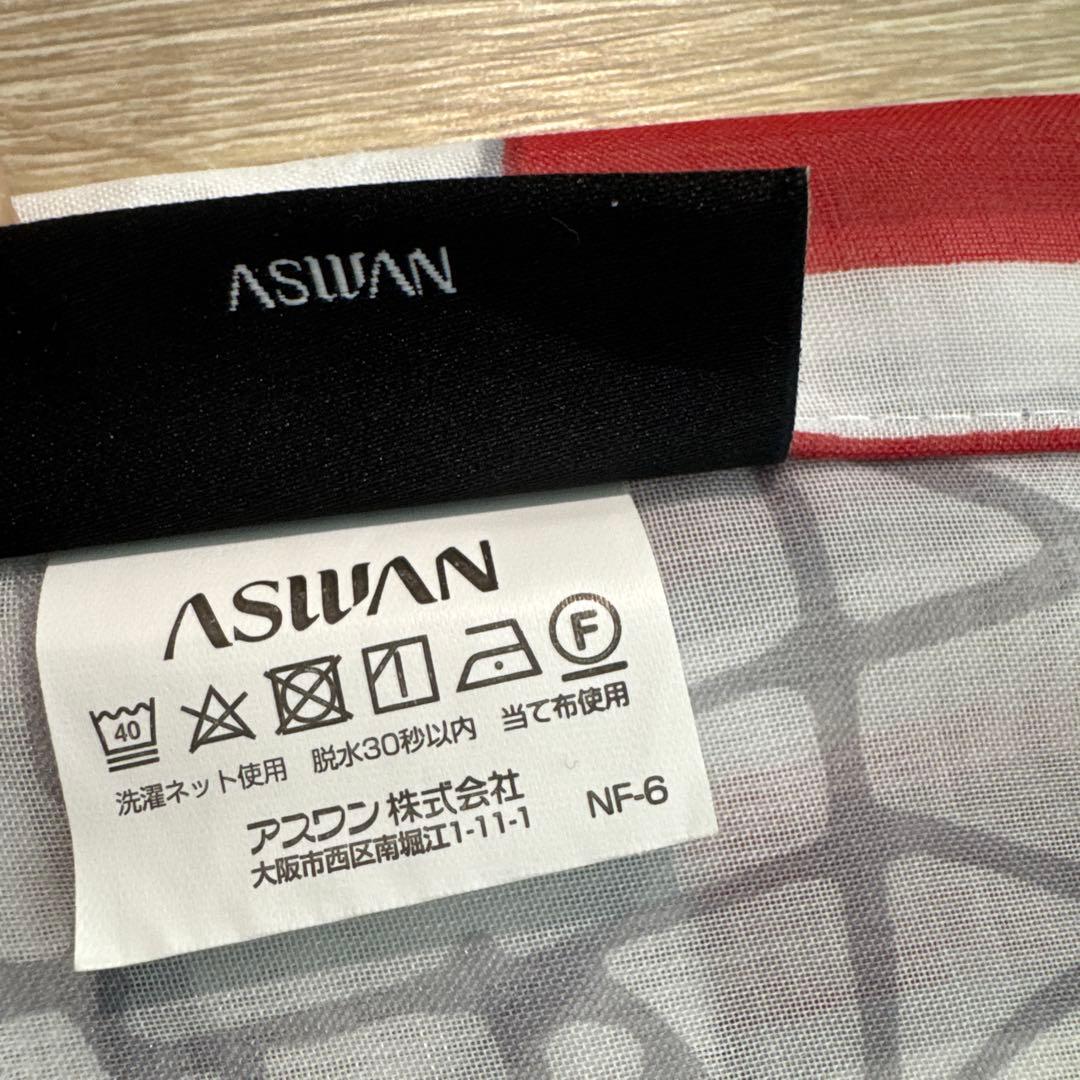 ASWAN
ASWAN
40 F
洗濯ネット使用 脱水30秒以内 当て布使用
アスワン株式会社 NF-6
大阪市西区南堀江1-11-1